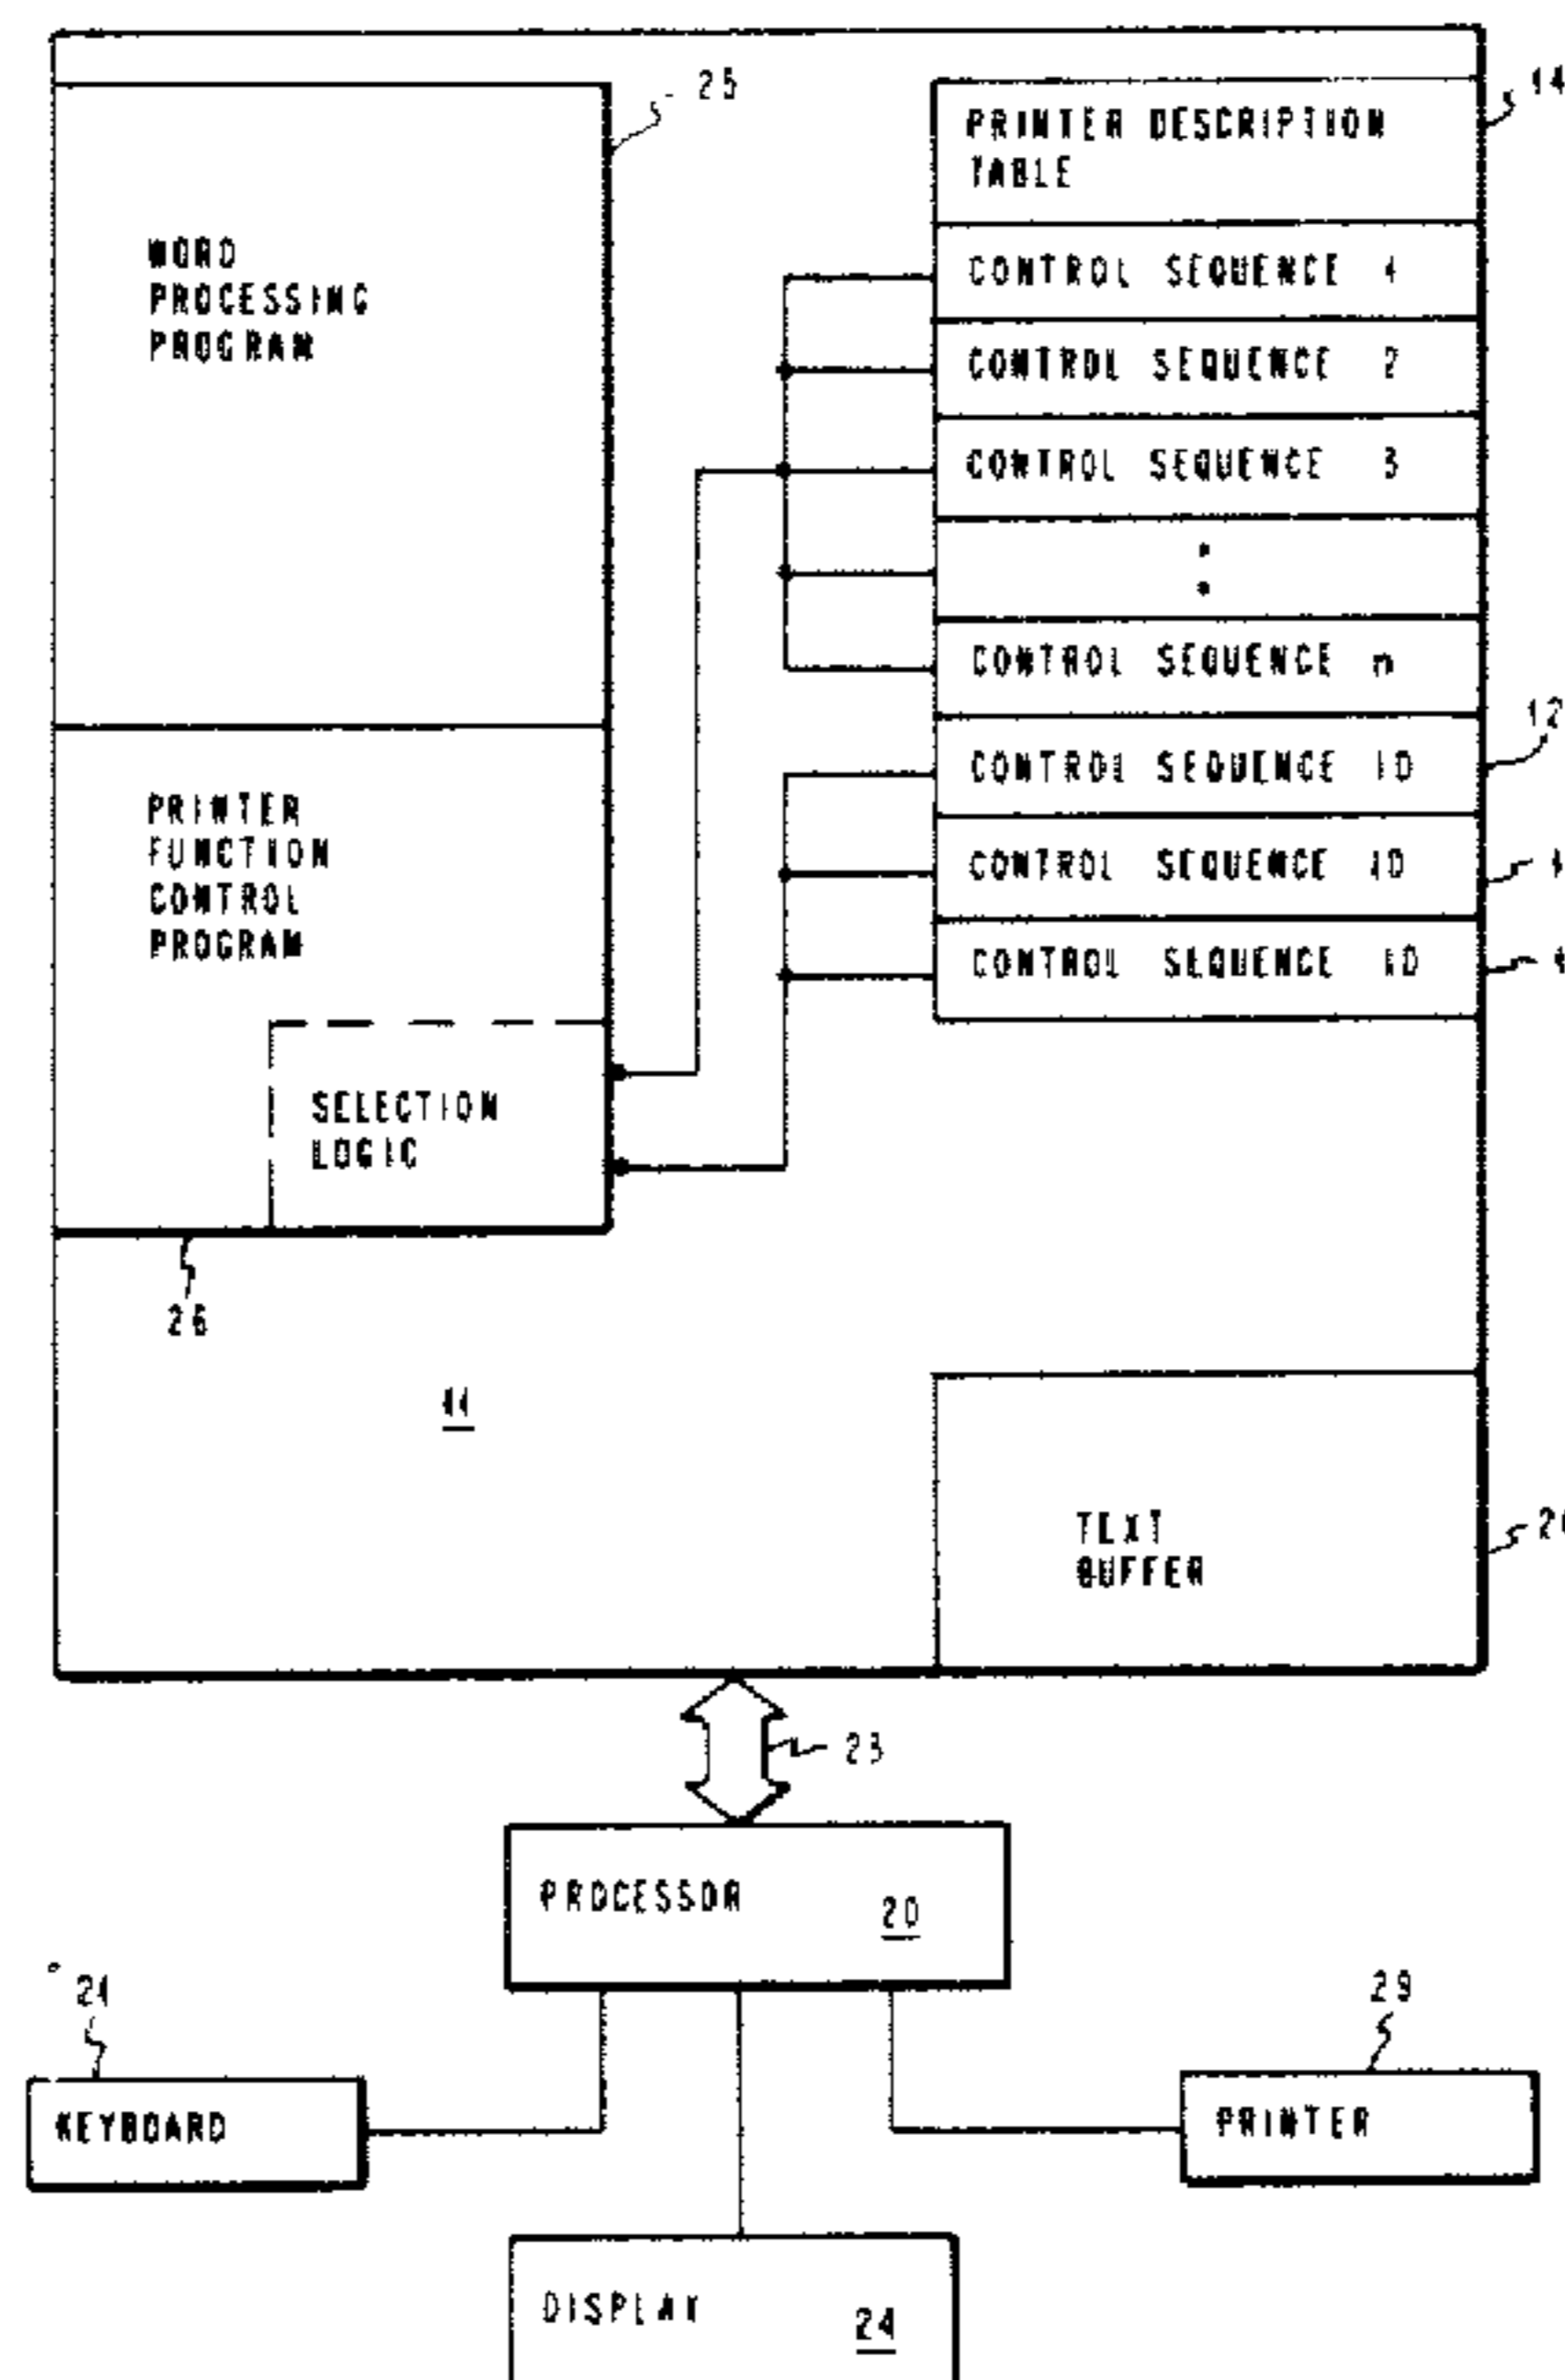 25
WORD
PROCESSING
PROGRAM
PRINTER
FUNCTION
CONTROL
PROGRAM
SELECTION
LOGIC
26
PRINTER DESCRIPTION
TABLE
CONTROL SEQUENCE 1
CONTROL SEQUENCE 2
CONTROL SEQUENCE 3
CONTROL SEQUENCE n
CONTROL SEQUENCE ID
12
CONTROL SEQUENCE ID
CONTROL SEQUENCE ID
TEXT
BUFFER
23
PROCESSOR
20
21
KEYBOARD
29
PRINTER
DISPLAY
24